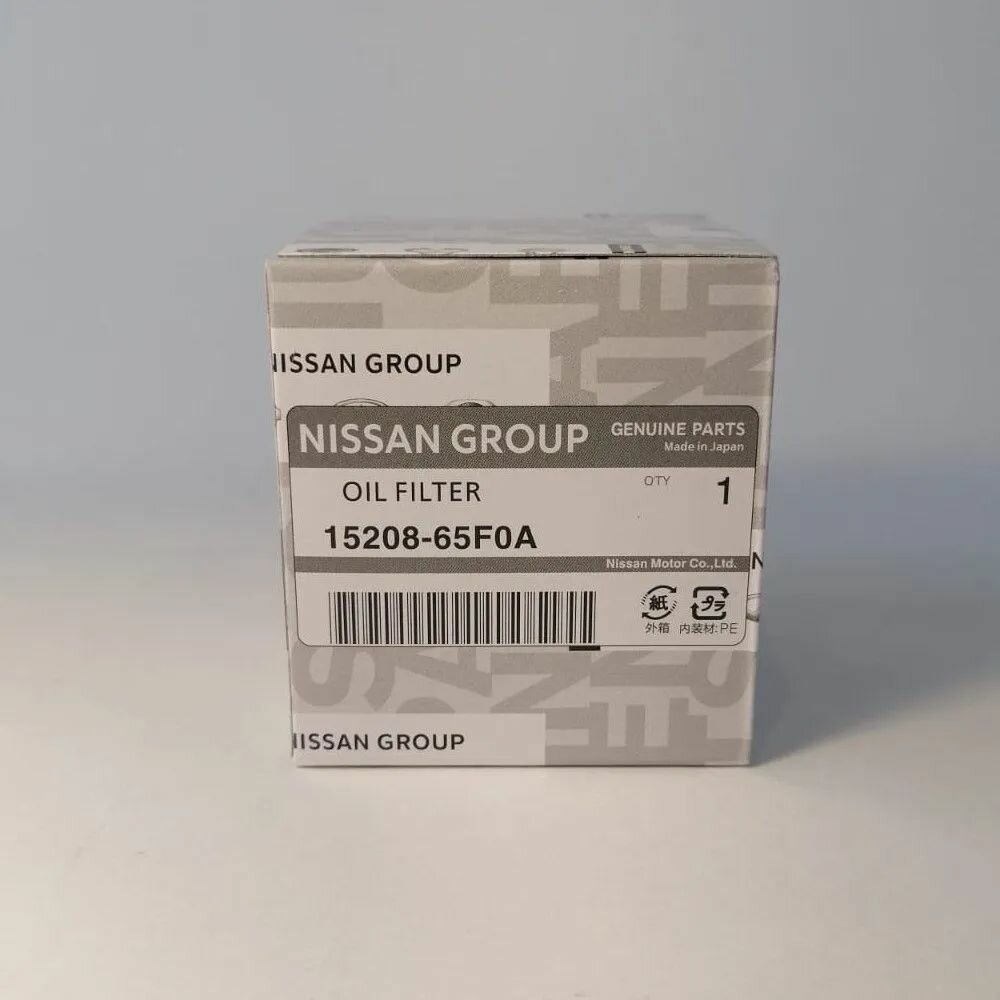 NISSAN GROUP
NISSAN GROUP
GENUINE PARTS
Made in Japan
OIL FILTER
QTY
1
15208-65F0A
Nissan Motor Co.,Ltd.
紙
プラ
外箱
内装材:PE
NISSAN GROUP